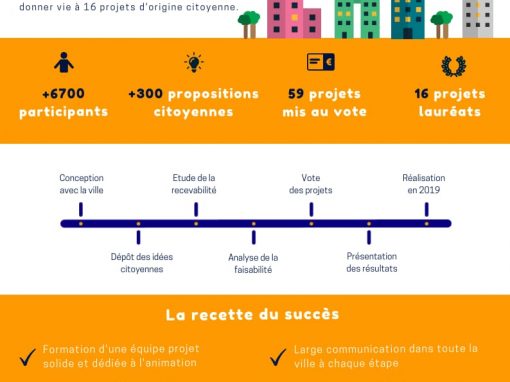 donner vie à 16 projets d'origine citoyenne.
+6700
participants
+300 propositions
citoyennes
59 projets
mis au vote
16 projets
lauréats
Conception
avec la ville
Etude de la
recevabilité
Vote
des projets
Réalisation
en 2019
Dépôt des idées
citoyennes
Analyse de la
faisabilité
Présentation
des résultats
La recette du succès
Formation d'une équipe projet
solide et dédiée à l'animation
Large communication dans toute la
ville à chaque étape